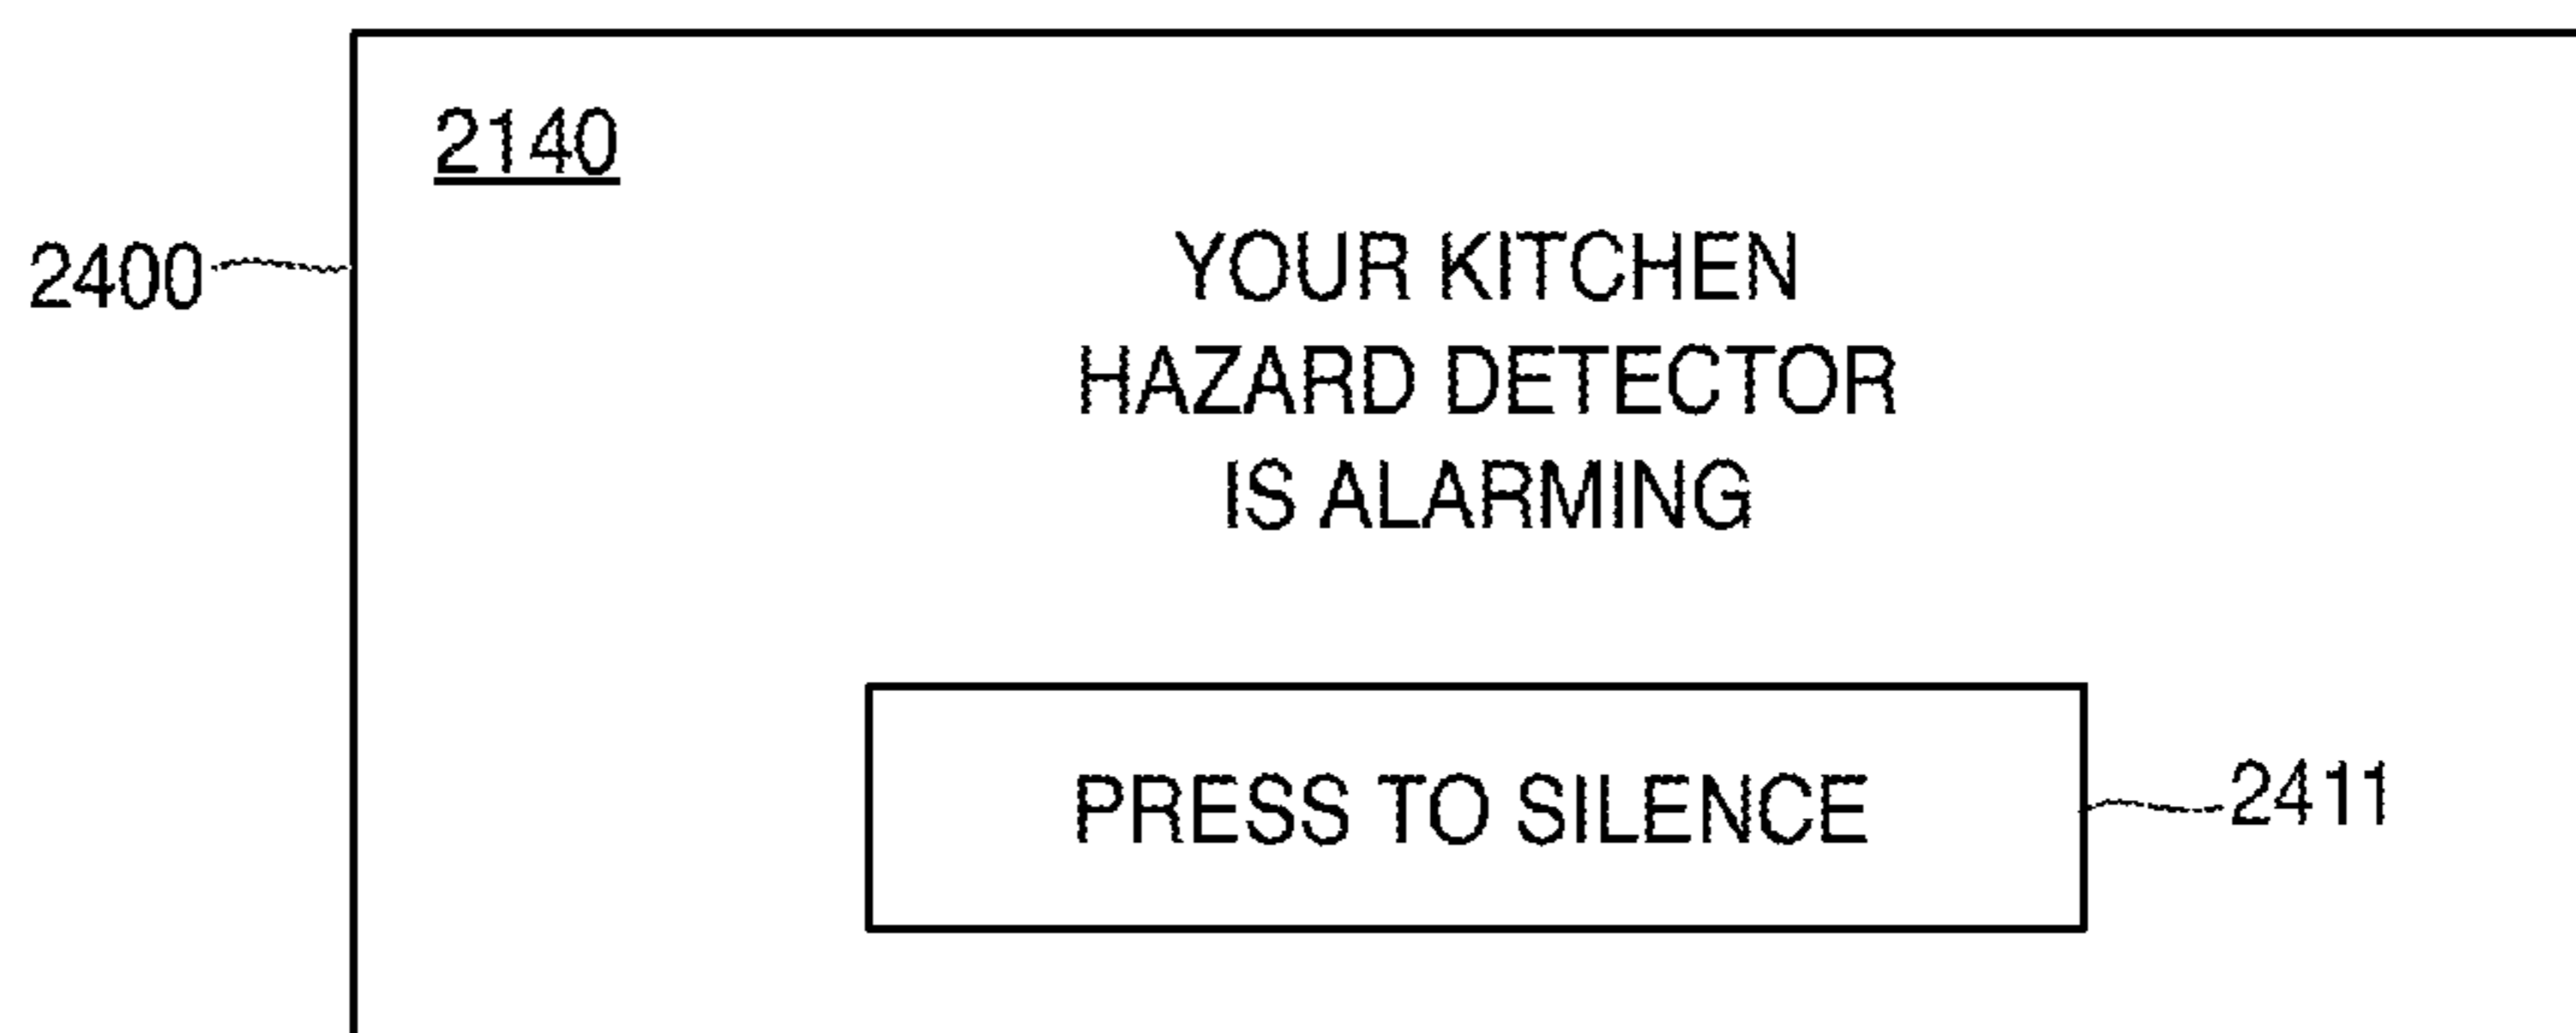 2140
2400
YOUR KITCHEN
HAZARD DETECTOR
IS ALARMING
PRESS TO SILENCE
2411